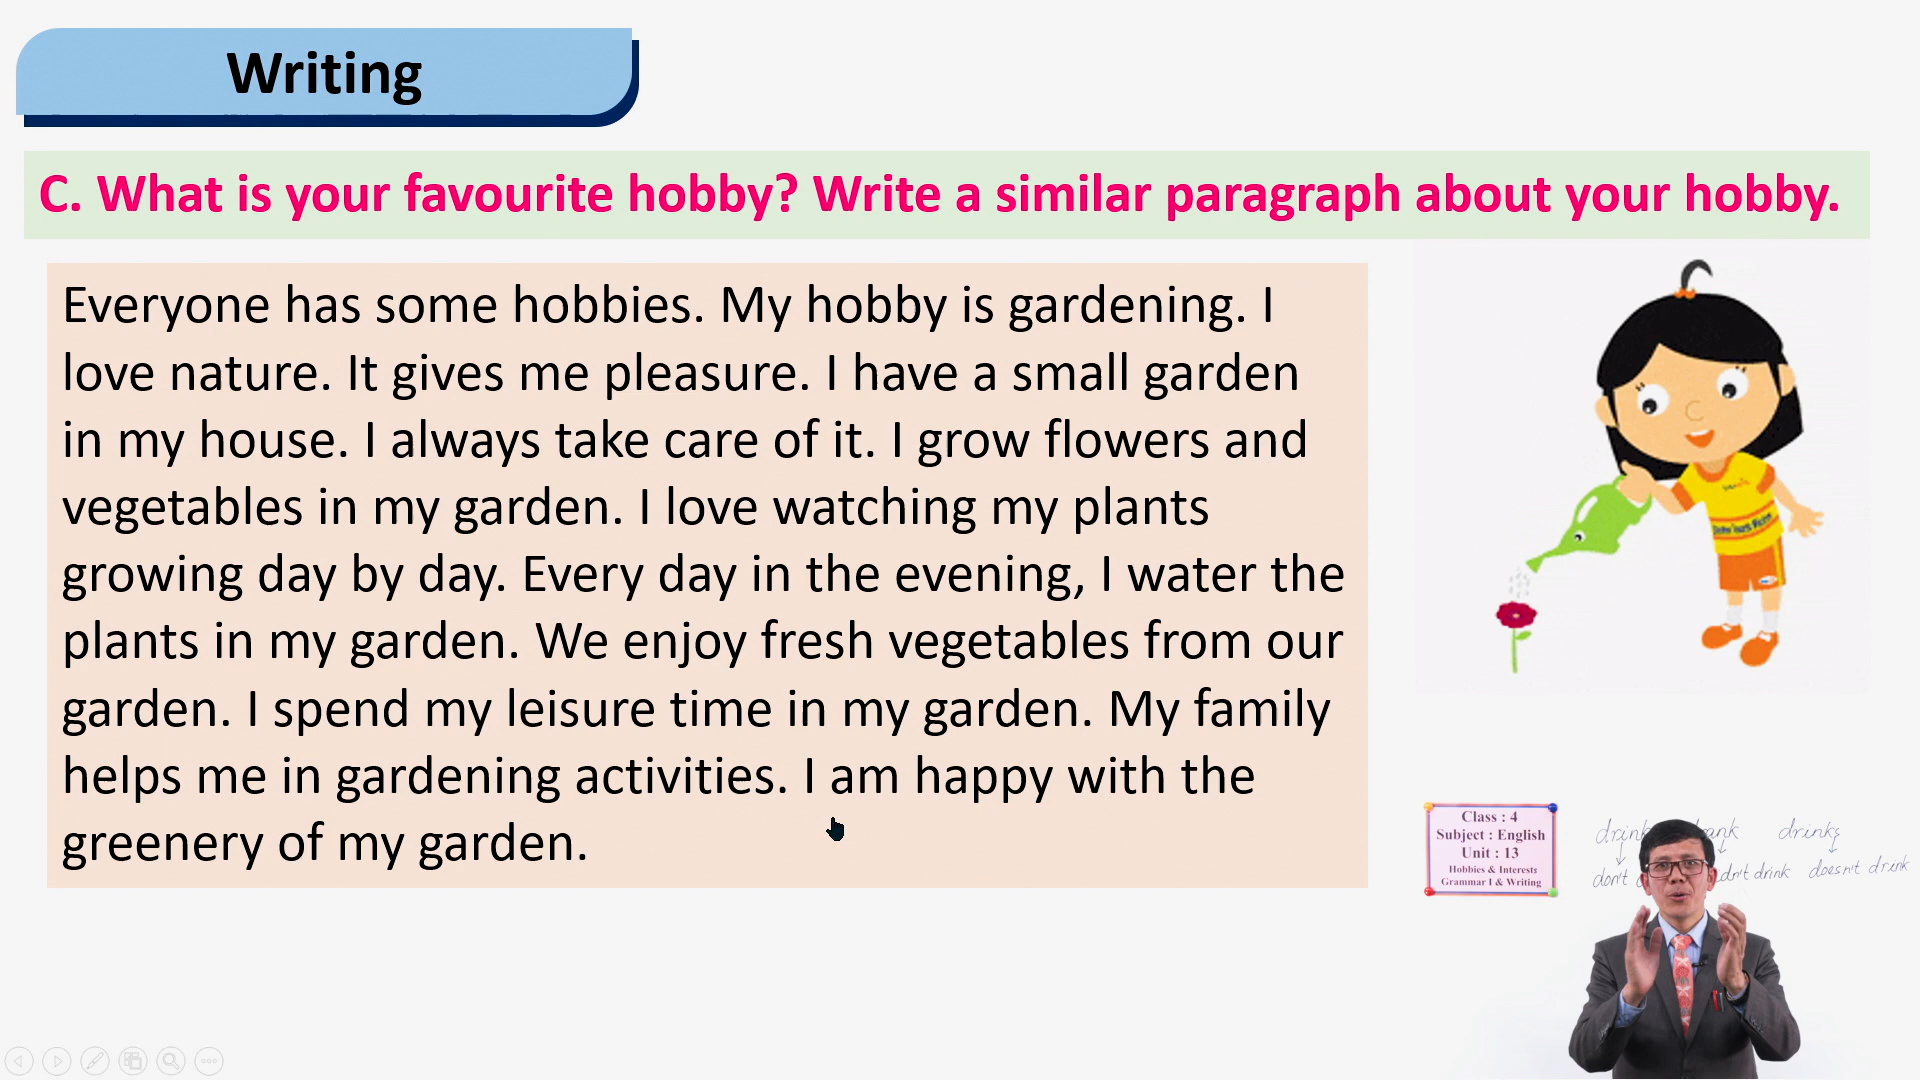 Writing
C. What is your favourite hobby? Write a similar paragraph about your hobby.
Everyone has some hobbies. My hobby is gardening. I
love nature. It gives me pleasure. I have a small garden
in my house. I always take care of it. I grow flowers and
vegetables in my garden. I love watching my plants
growing day by day. Every day in the evening, I water the
plants in my garden. We enjoy fresh vegetables from our
garden. I spend my leisure time in my garden. My family
helps me in gardening activities. I am happy with the
greenery of my garden.
Class : 4
Subject : English
Unit : 13
Hobbies & Interests
Grammar I & Writing
drinks
don't drink doesn't drink